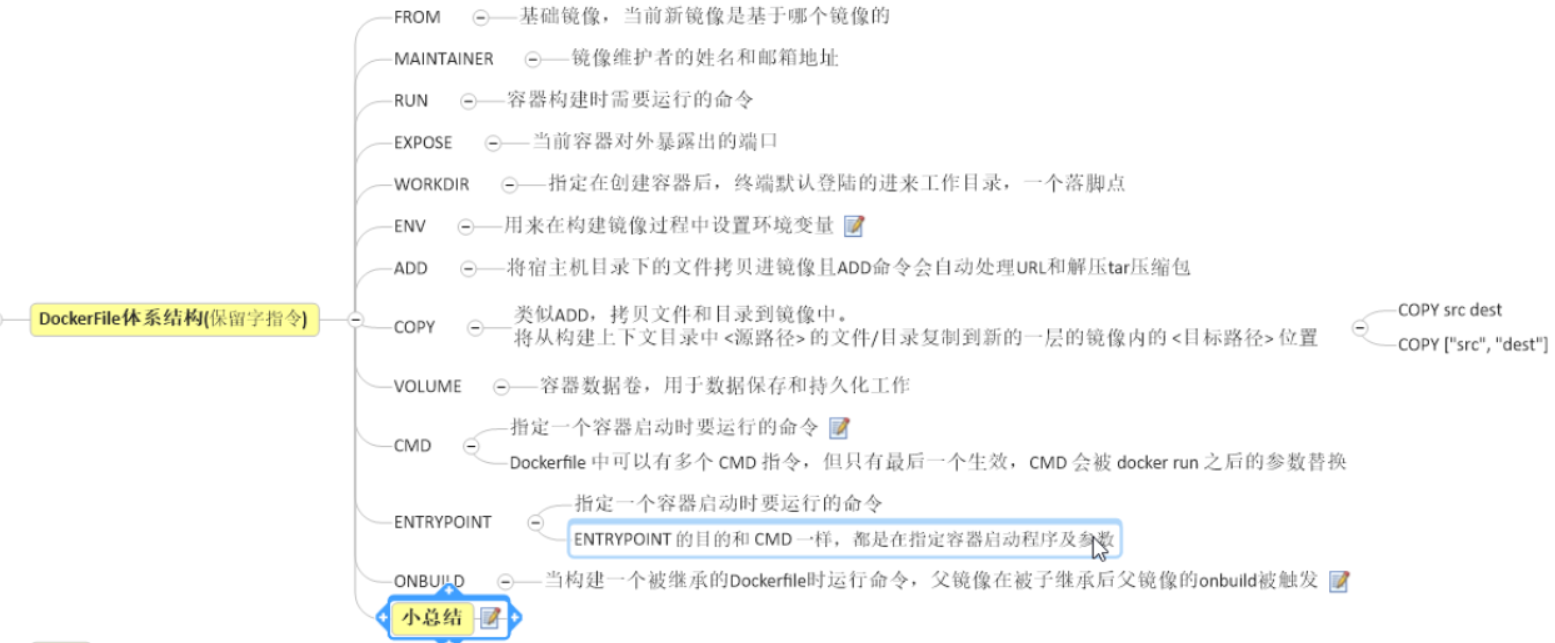 FROM 基础镜像，当前新镜像是基于哪个镜像的
MAINTAINER 镜像维护者的姓名和邮箱地址
RUN 容器构建时需要运行的命令
EXPOSE 当前容器对外暴露出的端口
WORKDIR 指定在创建容器后，终端默认登陆的进来工作目录，一个落脚点
ENV 用来在构建镜像过程中设置环境变量
ADD 将宿主机目录下的文件拷贝进镜像且ADD命令会自动处理URL和解压tar压缩包
DockerFile体系结构(保留字指令)
COPY
类似ADD，拷贝文件和目录到镜像中。
将从构建上下文目录中 <源路径> 的文件/目录复制到新的一层的镜像内的 <目标路径> 位置
COPY src dest
COPY ["src", "dest"]
VOLUME 容器数据卷，用于数据保存和持久化工作
CMD
指定一个容器启动时要运行的命令
Dockerfile 中可以有多个 CMD 指令，但只有最后一个生效，CMD 会被 docker run 之后的参数替换
ENTRYPOINT
指定一个容器启动时要运行的命令
ENTRYPOINT 的目的和 CMD 一样，都是在指定容器启动程序及参数
ONBUILD 当构建一个被继承的Dockerfile时运行命令，父镜像在被子继承后父镜像的onbuild被触发
小总结